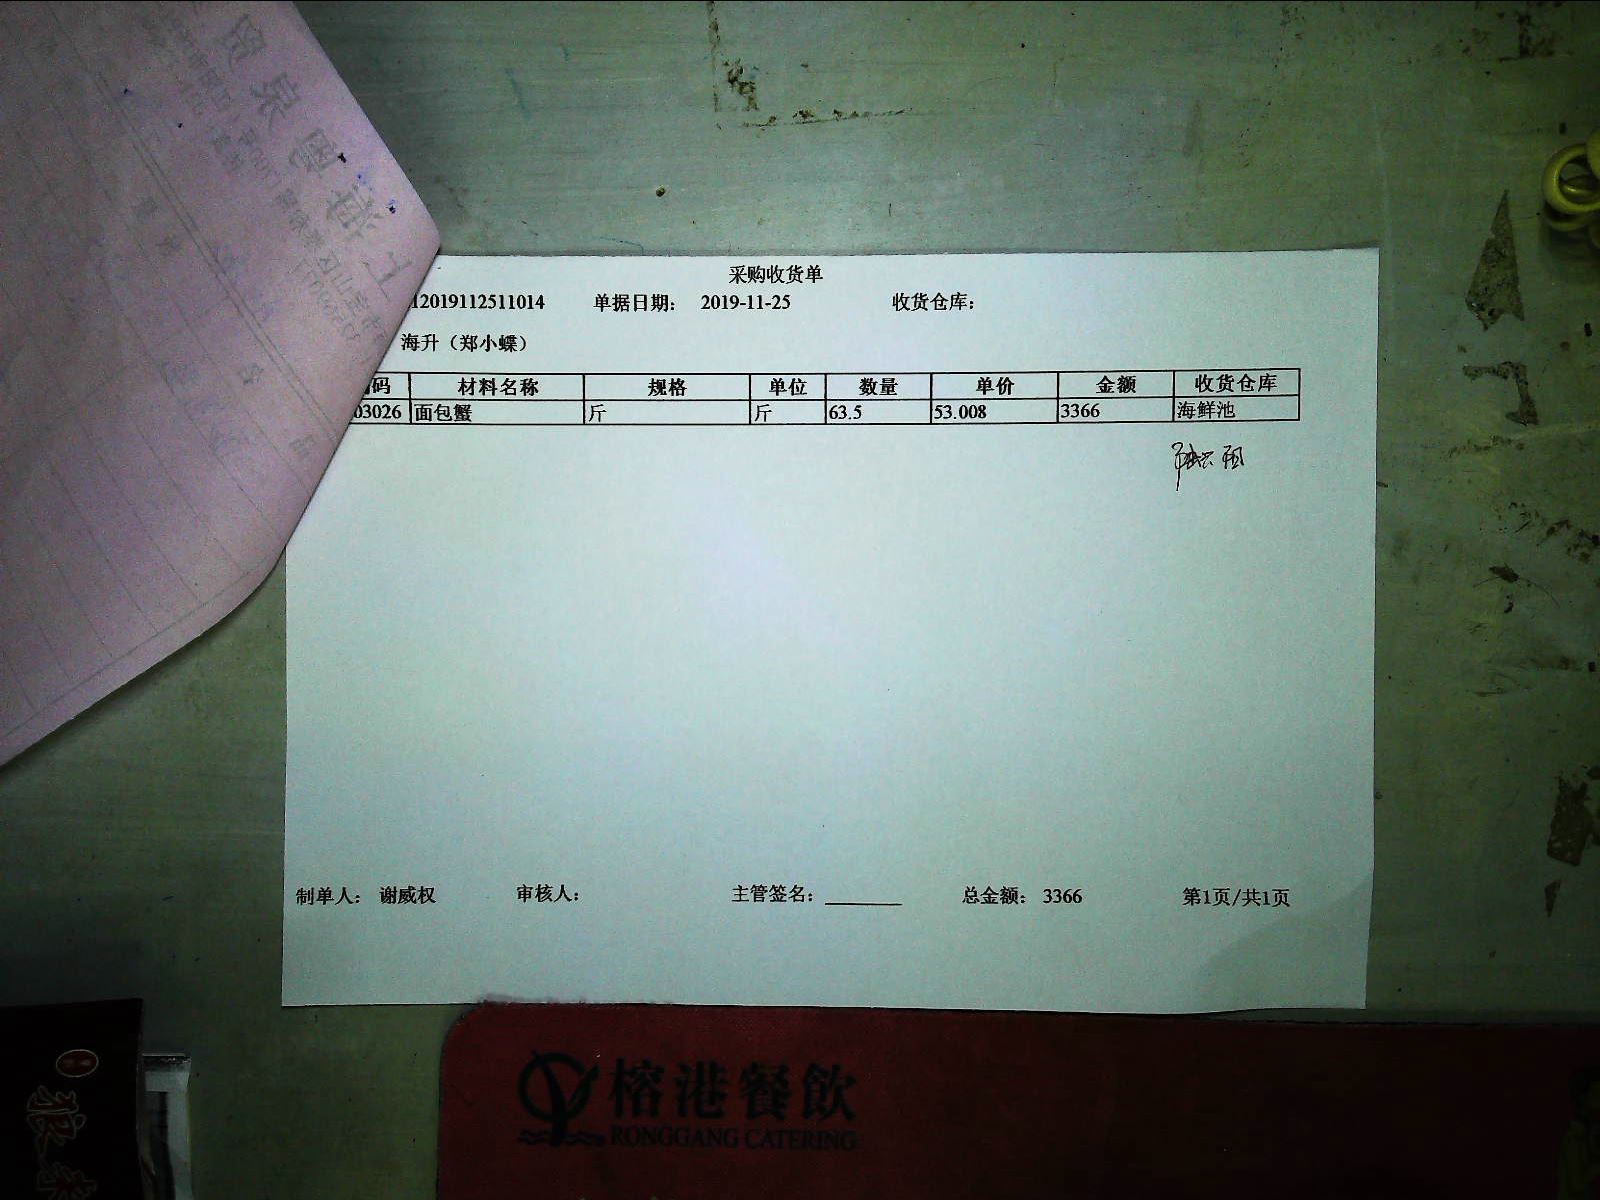 采购收货单
12019112511014 单据日期： 2019-11-25 收货仓库：
海升（郑小蝶）
码 材料名称 规格 单位 数量 单价 金额 收货仓库
03026 面包蟹 斤 斤 63.5 53.008 3366 海鲜池
制单人： 谢威权 审核人： 主管签名： 总金额： 3366 第1页/共1页
榕港餐飲
RONGGANG CATERING